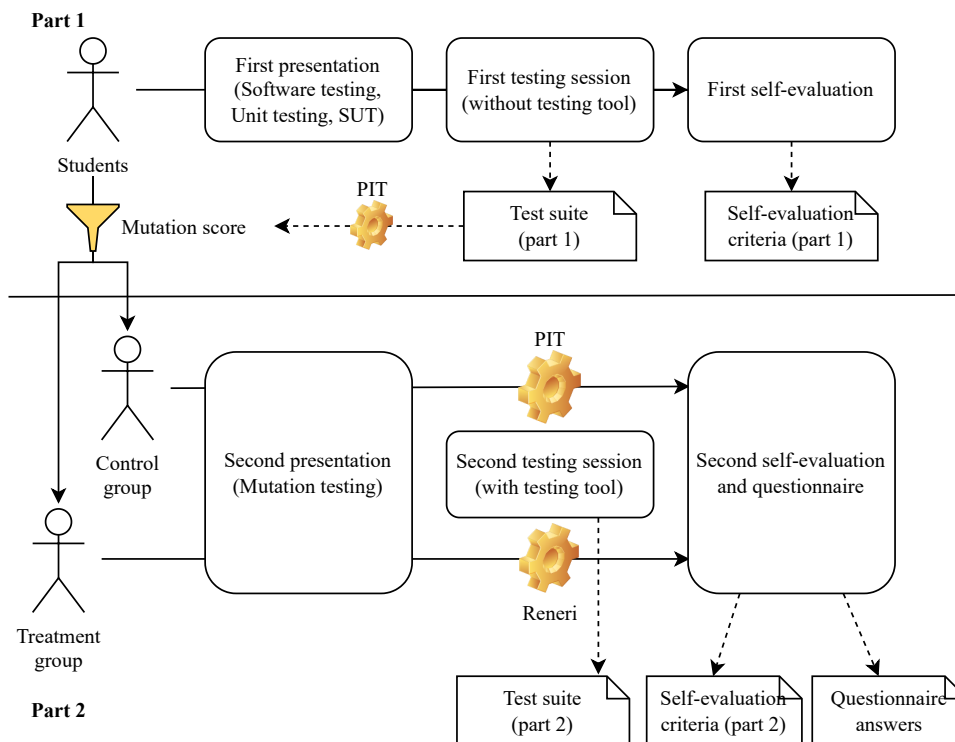 Part 1
First presentation
(Software testing,
Unit testing, SUT)
First testing session
(without testing tool)
First self-evaluation
Students
PIT
Mutation score
Test suite
(part 1)
Self-evaluation
criteria (part 1)
PIT
Control
group
Second presentation
(Mutation testing)
Second testing session
(with testing tool)
Second self-evaluation
and questionnaire
Reneri
Treatment
group
Part 2
Test suite
(part 2)
Self-evaluation
criteria (part 2)
Questionnaire
answers